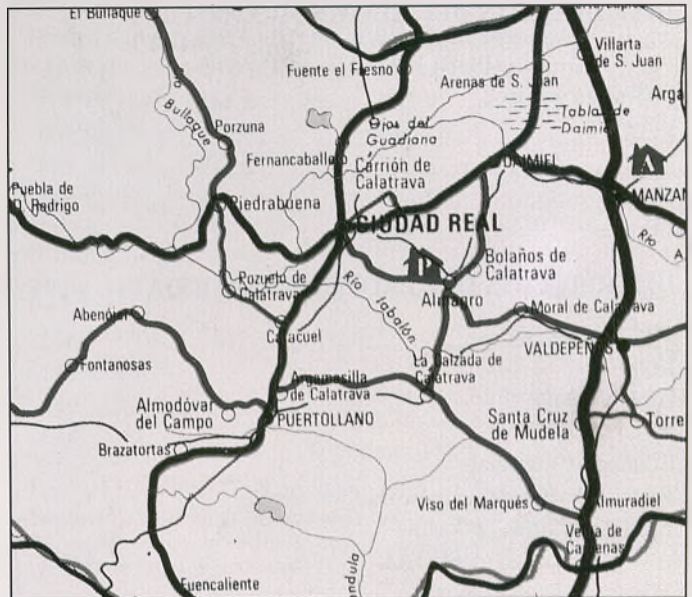 El Bullaque
Villarta
de S. Juan
Fuente el Fresno
Arenas de S. Juan
Arga
Bullaque
Porzuna
Ojos del
Guadiana
Tablas de
Daimiel
Fernancaballero
Carrión de
Calatrava
DAIMIEL
Puebla de
D. Rodrigo
Piedrabuena
MANZAN
CIUDAD REAL
Río
A
Bolaños de
Calatrava
Pozuelo de
Calatrava
Río Jabalón
Almagro
Moral de Calatrava
Abenójar
Caracuel
VALDEPEÑAS
Fontanosas
La Calzada de
Calatrava
Argamasilla
de Calatrava
Almodóvar
del Campo
PUERTOLLANO
Santa Cruz
de Mudela
Torre
Brazatortas
Viso del Marqués
Almuradiel
Venta de
Cárdenas
Fuencaliente
ándula